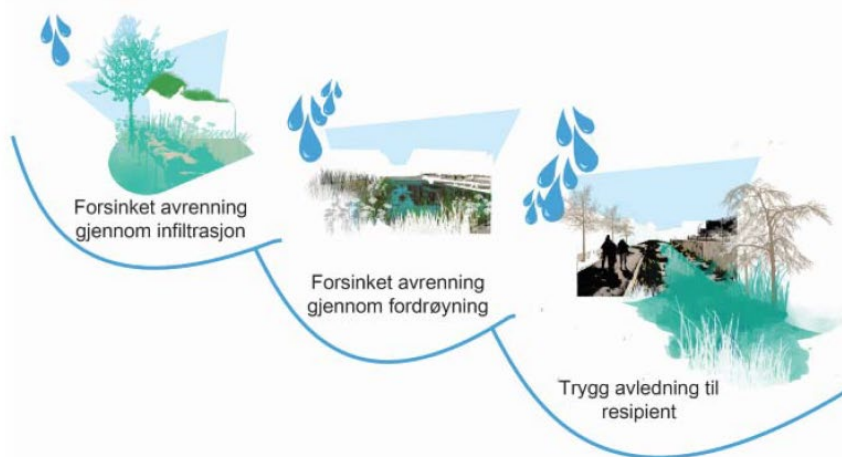 Forsinket avrenning
gjennom infiltrasjon
Forsinket avrenning
gjennom fordrøyning
Trygg avledning til
resipient